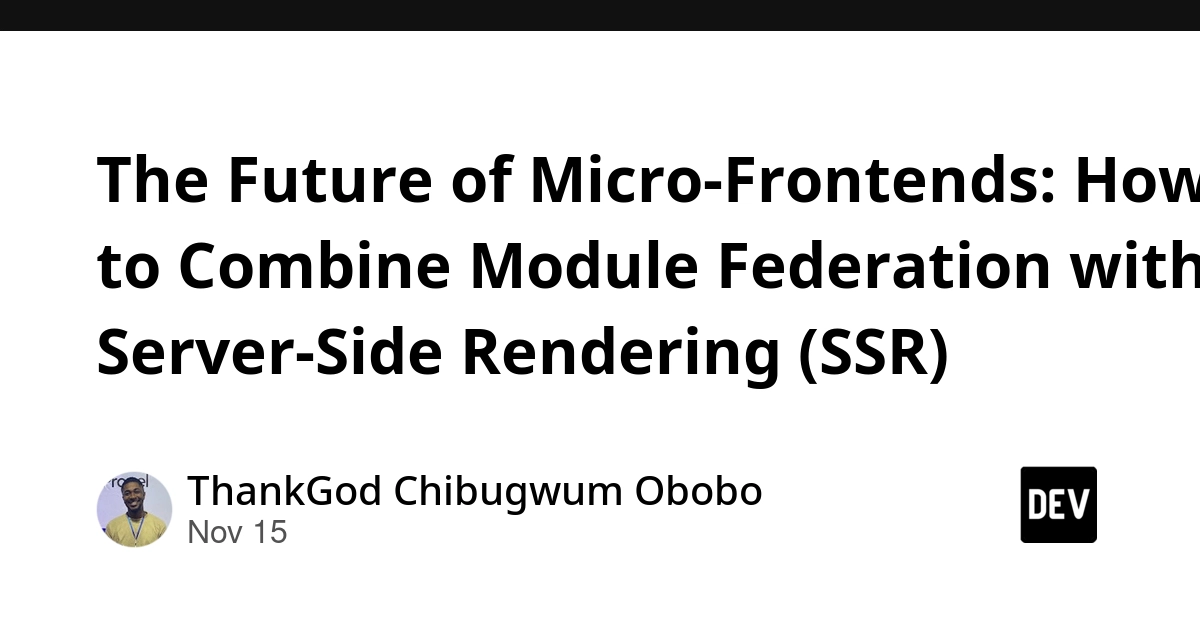 The Future of Micro-Frontends: How
to Combine Module Federation with
Server-Side Rendering (SSR)
ThankGod Chibugwum Obobo
Nov 15
DEV